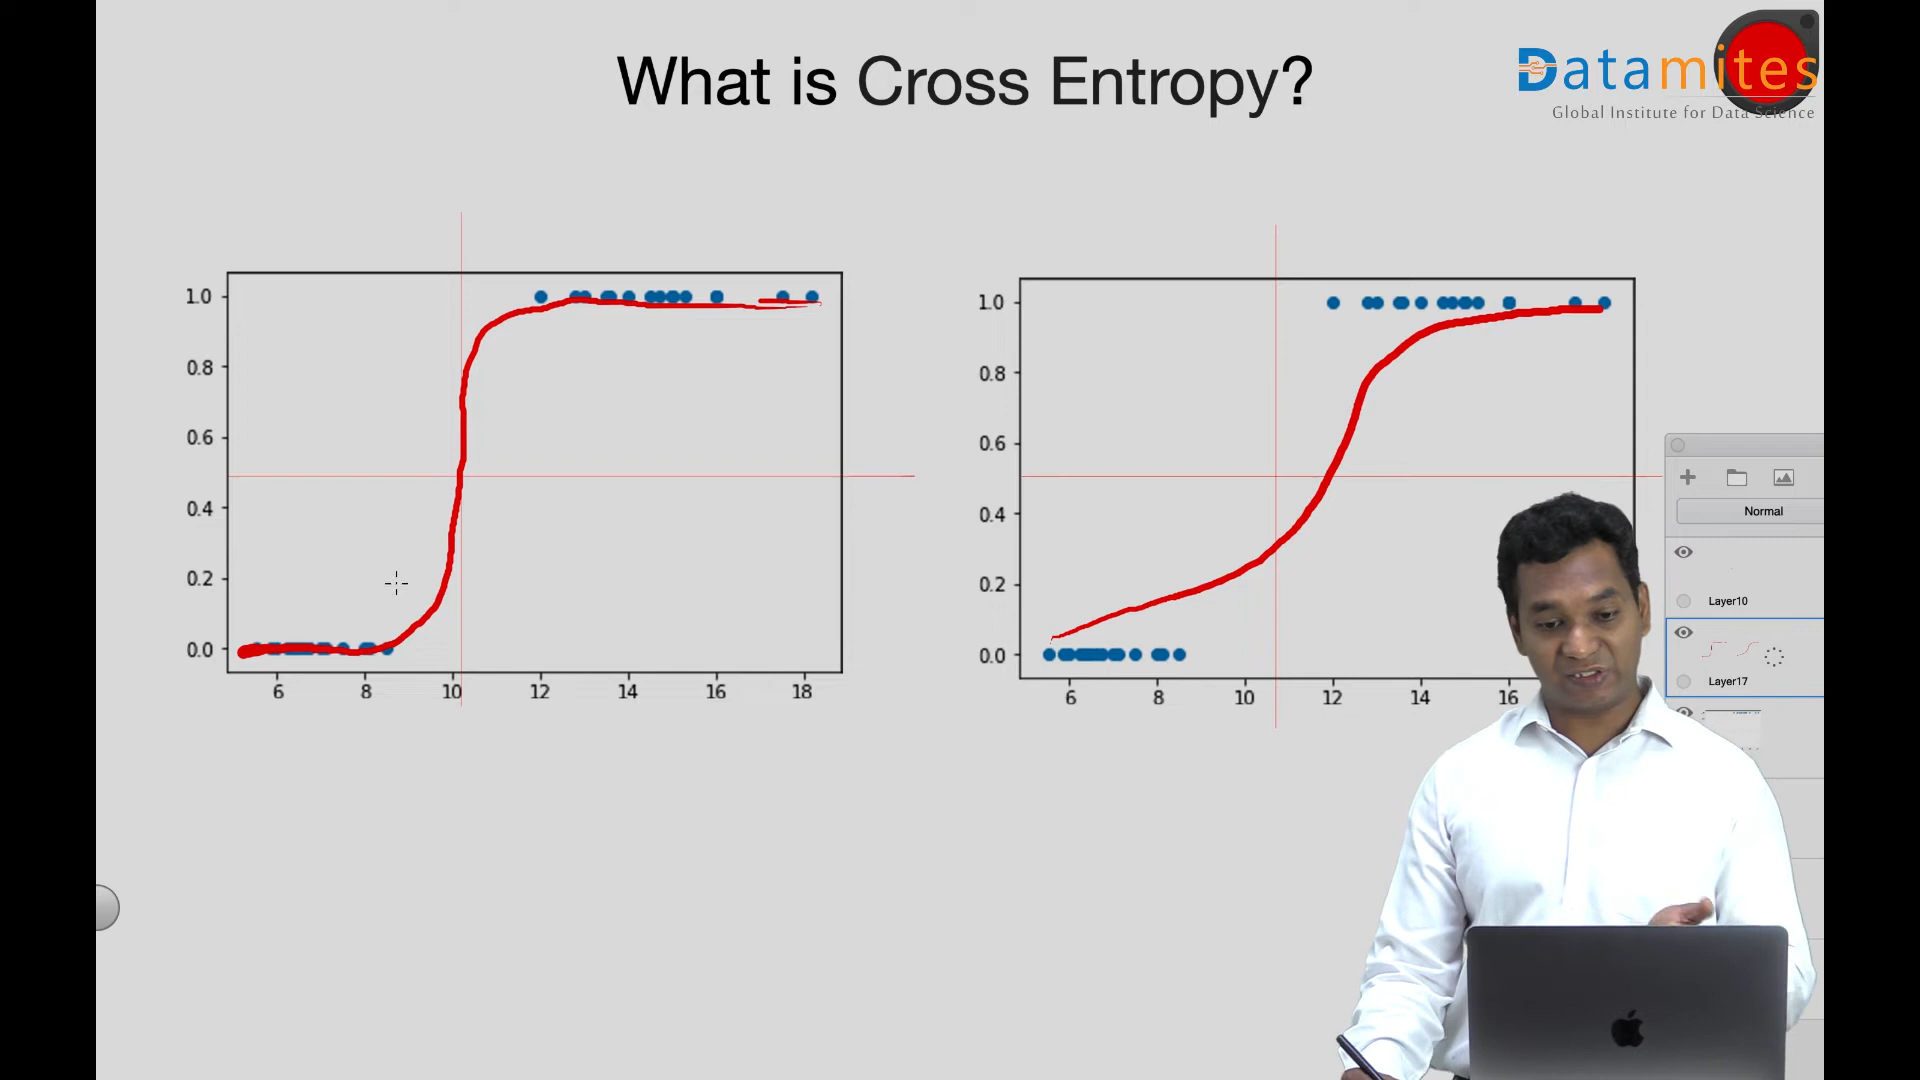 What is Cross Entropy?
Datamites
Global Institute for Data Science
1.0
0.8
0.6
0.4
0.2
0.0
6 8 10 12 14 16 18
1.0
0.8
0.6
0.4
0.2
0.0
6 8 10 12 14 16
Normal
Layer10
Layer17